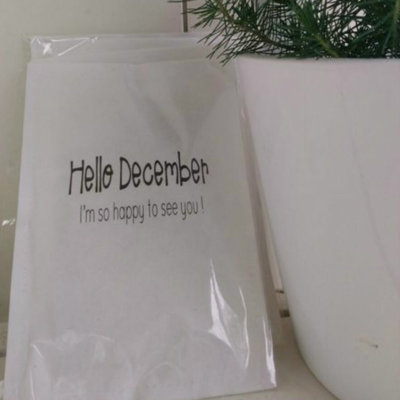 Hello December
I'm so happy to see you!